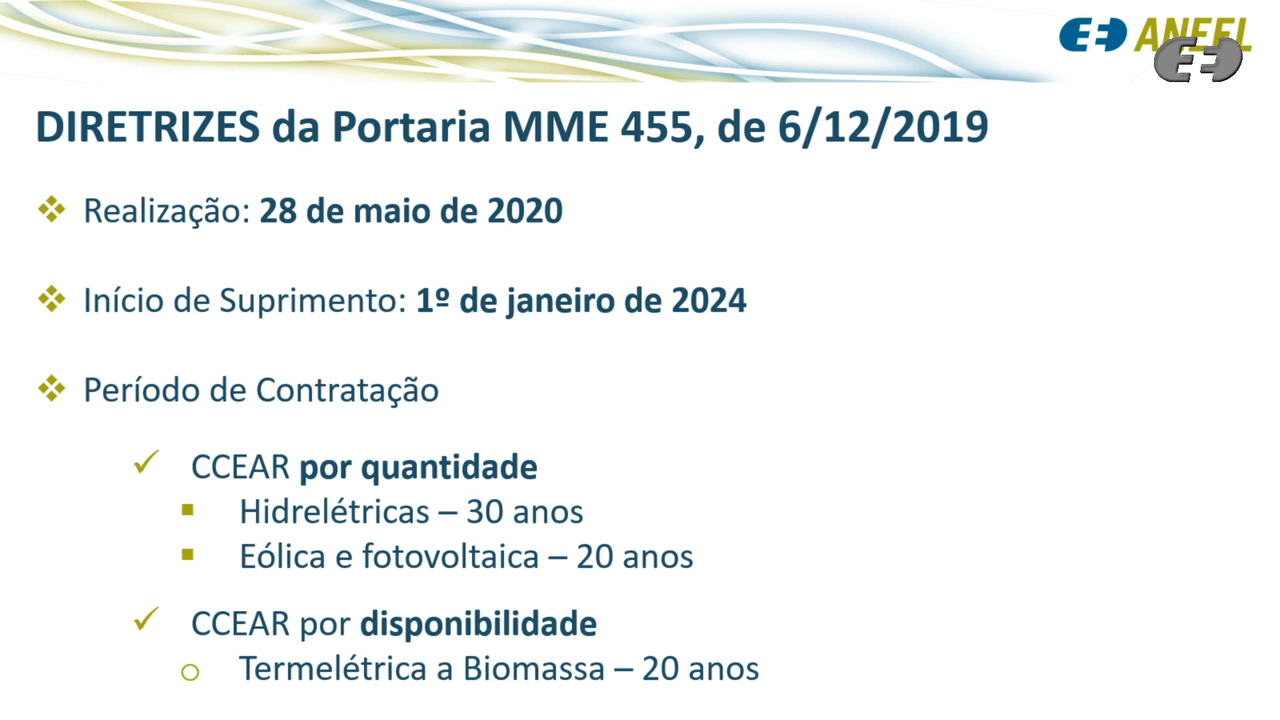 ANEEL
DIRETRIZES da Portaria MME 455, de 6/12/2019
Realização: 28 de maio de 2020
Início de Suprimento: 1º de janeiro de 2024
Período de Contratação
CCEAR por quantidade
Hidrelétricas – 30 anos
Eólica e fotovoltaica – 20 anos
CCEAR por disponibilidade
Termelétrica a Biomassa – 20 anos